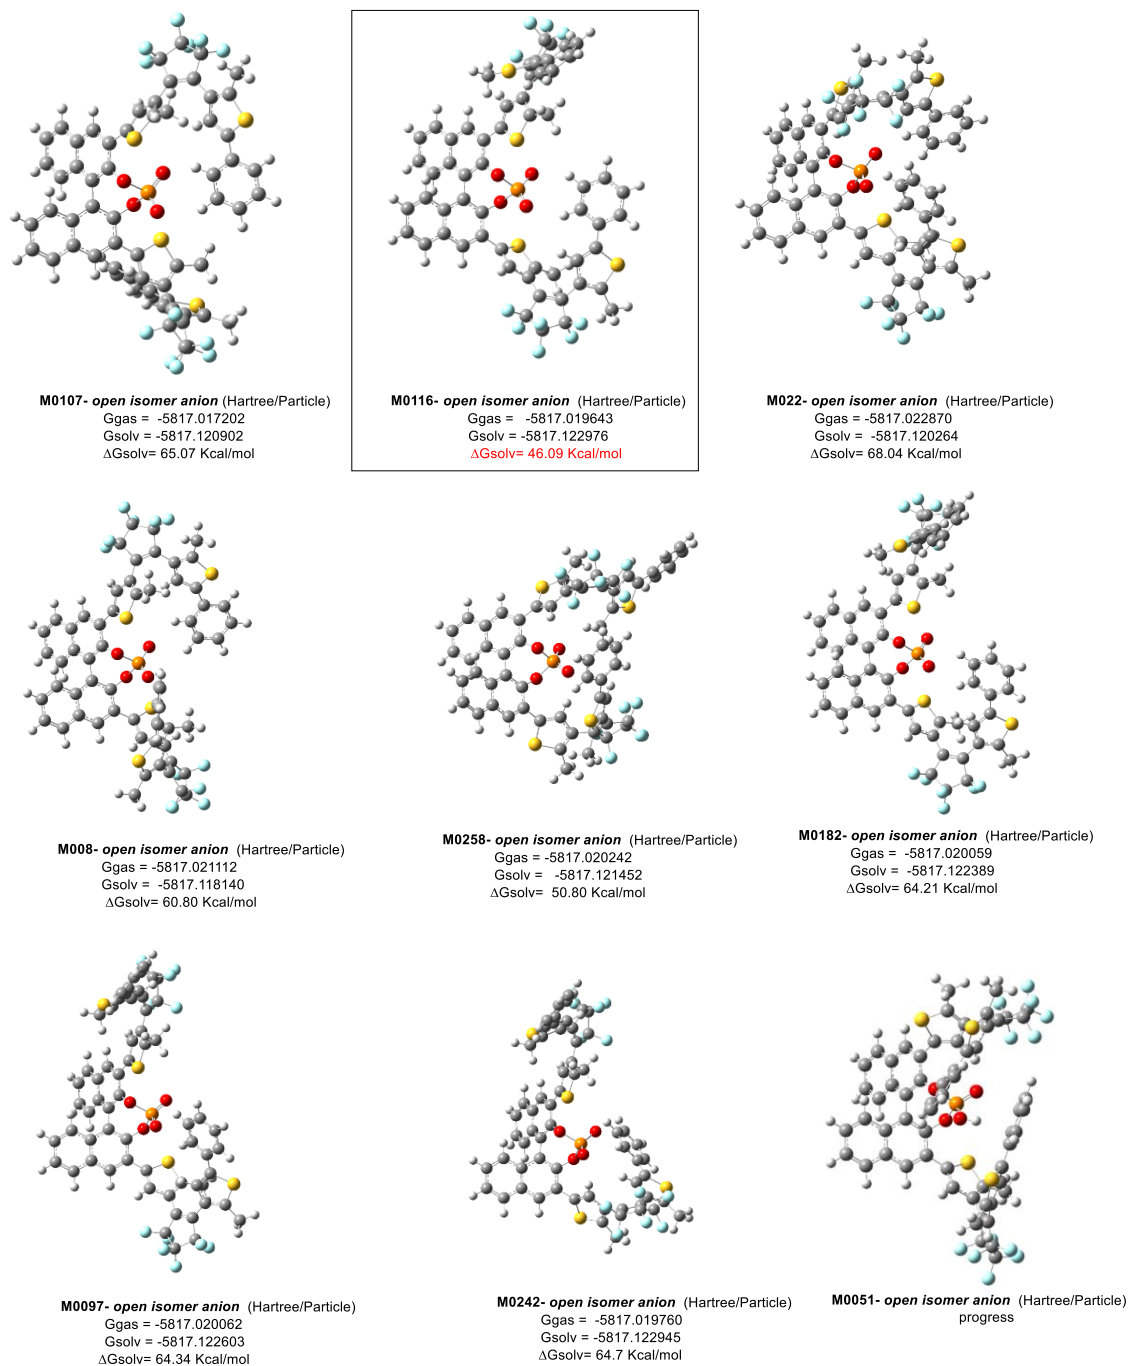 M0107- open isomer anion (Hartree/Particle)
Ggas = -5817.017202
Gsolv = -5817.120902
ΔGsolv= 65.07 Kcal/mol
M0116- open isomer anion (Hartree/Particle)
Ggas = -5817.019643
Gsolv = -5817.122976
ΔGsolv= 46.09 Kcal/mol
M022- open isomer anion (Hartree/Particle)
Ggas = -5817.022870
Gsolv = -5817.120264
ΔGsolv= 68.04 Kcal/mol
M008- open isomer anion (Hartree/Particle)
Ggas = -5817.021112
Gsolv = -5817.118140
ΔGsolv= 60.80 Kcal/mol
M0258- open isomer anion (Hartree/Particle)
Ggas = -5817.020242
Gsolv = -5817.121452
ΔGsolv= 50.80 Kcal/mol
M0182- open isomer anion (Hartree/Particle)
Ggas = -5817.020059
Gsolv = -5817.122389
ΔGsolv= 64.21 Kcal/mol
M0097- open isomer anion (Hartree/Particle)
Ggas = -5817.020062
Gsolv = -5817.122603
ΔGsolv= 64.34 Kcal/mol
M0242- open isomer anion (Hartree/Particle)
Ggas = -5817.019760
Gsolv = -5817.122945
ΔGsolv= 64.7 Kcal/mol
M0051- open isomer anion (Hartree/Particle)
progress